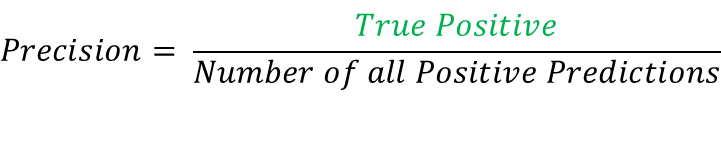 True Positive
Precision =
Number of all Positive Predictions